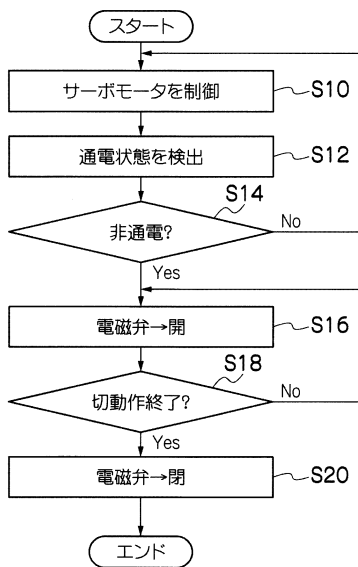 スタート
サーボモータを制御
S10
通電状態を検出
S12
S14
非通電?
No
Yes
電磁弁→開
S16
S18
切動作終了?
No
Yes
電磁弁→閉
S20
エンド